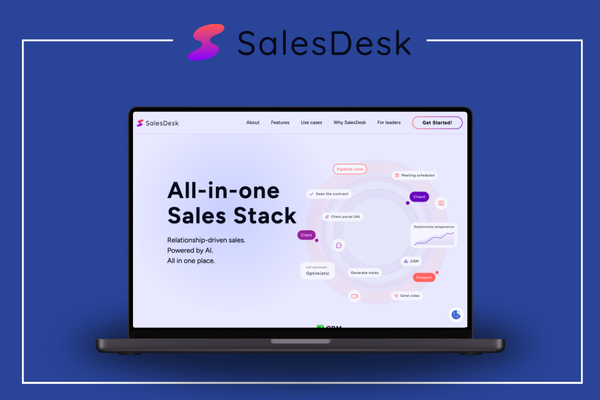 SalesDesk
SalesDesk
About Features Use cases Why SalesDesk For leaders Get Started!
All-in-one
Sales Stack
Relationship-driven sales.
Powered by AI.
All in one place.
Pipeline view
Meeting scheduled
Seen the contract
Client
Client portal URL
Relationship temperature
Client
CRM
Call sentiment
Optimistic
Generate notes
Prospect
Send video